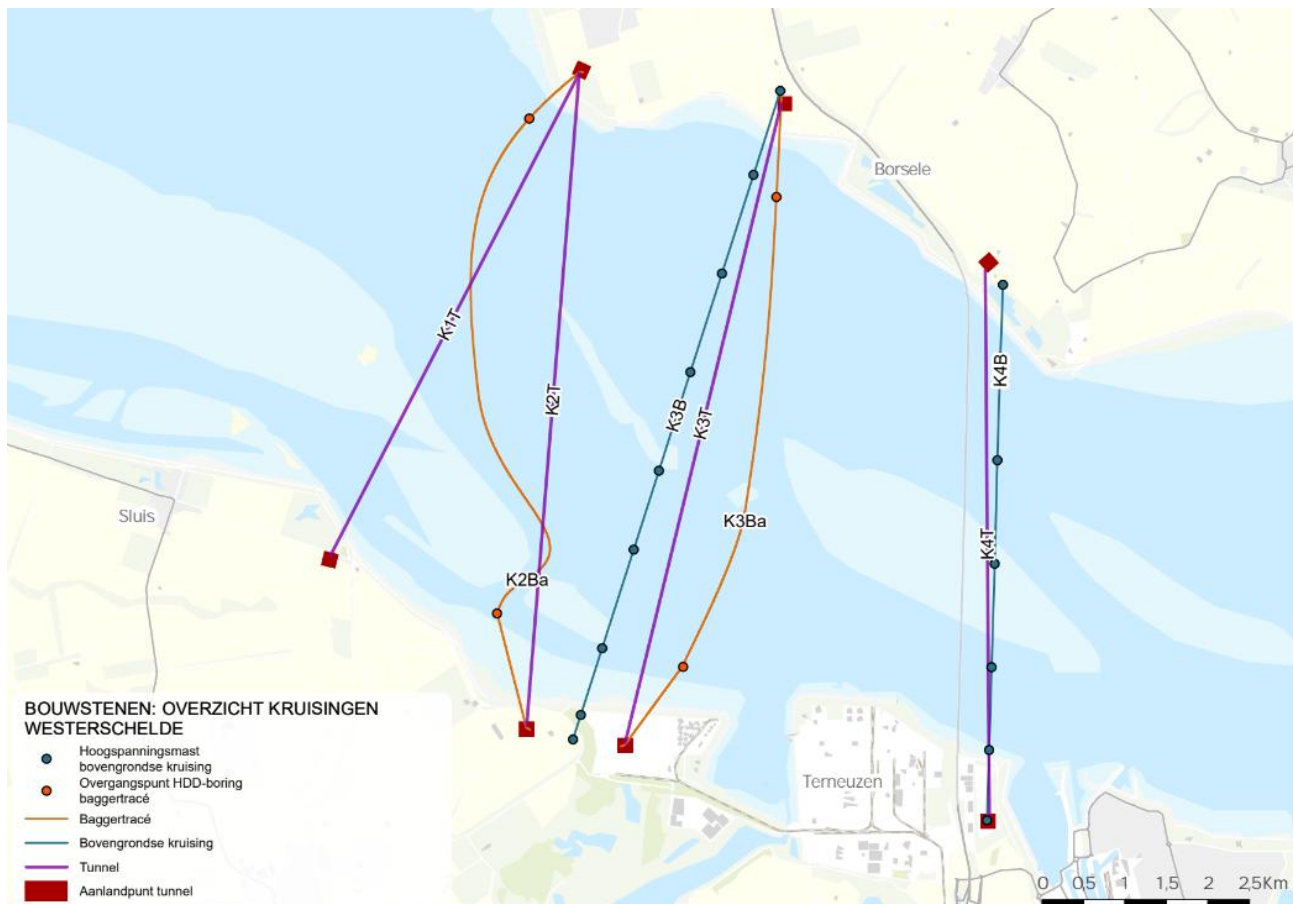 Borsele
K1T
K2T
K3B
K3T
K4B
K3Ba
K4T
Sluis
K2Ba
Terneuzen
BOUWSTENEN: OVERZICHT KRUISINGEN
WESTERSCHELDE
Hoogspanningsmast
bovengrondse kruising
Overgangspunt HDD-boring
baggertracé
Baggertracé
Bovengrondse kruising
Tunnel
Aanlandpunt tunnel
0 0,5 1 1,5 2 2,5Km